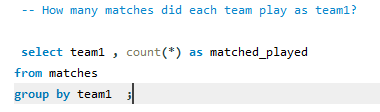 -- How many matches did each team play as team1?
select team1 , count(*) as matched_played
from matches
group by team1  ;